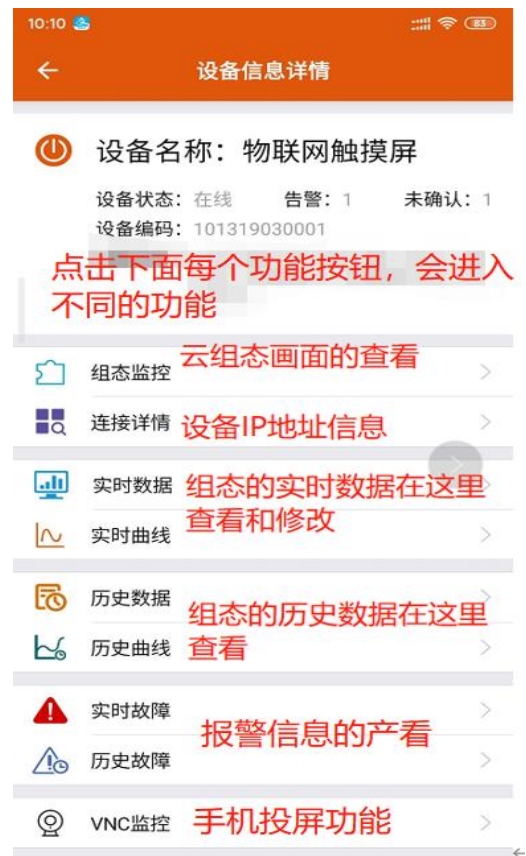 10:10 83
设备信息详情
设备名称：物联网触摸屏
设备状态：在线 告警：1 未确认：1
设备编码：101319030001
点击下面每个功能按钮，会进入
不同的功能
组态监控 云组态画面的查看
连接详情 设备IP地址信息
实时数据 组态的实时数据在这里
实时曲线 查看和修改
历史数据 组态的历史数据在这里
历史曲线 查看
实时故障
报警信息的产看
历史故障
VNC监控 手机投屏功能